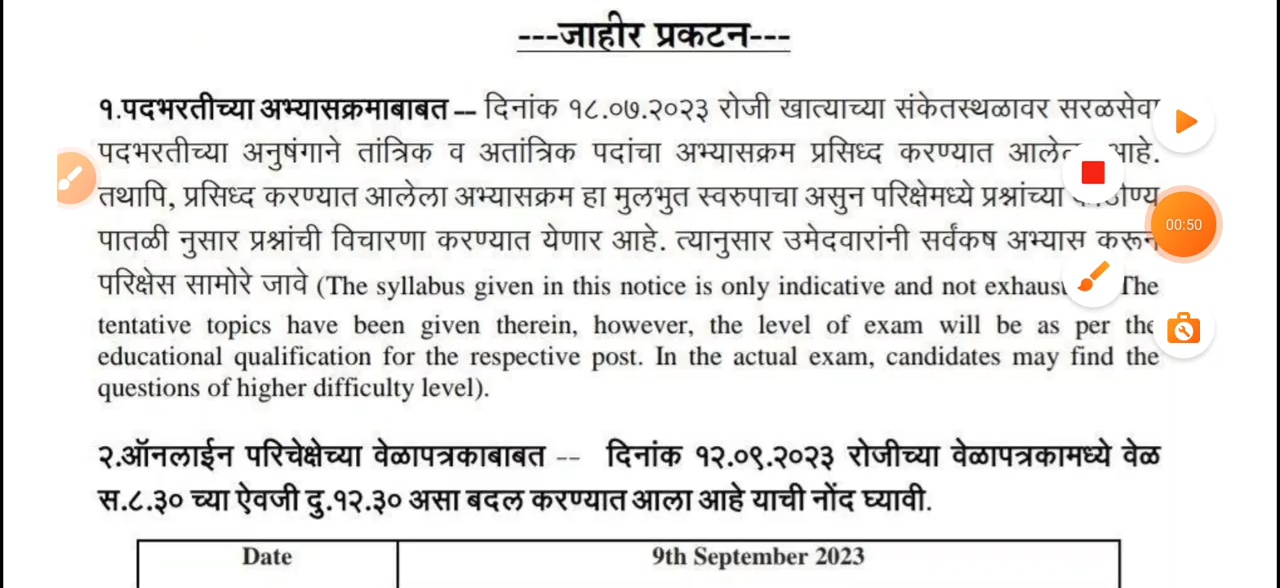 ---जाहीर प्रकटन---
१.पदभरतीच्या अभ्यासक्रमाबाबत -- दिनांक १८.०७.२०२३ रोजी खात्याच्या संकेतस्थळावर सरळसेवा
पदभरतीच्या अनुषंगाने तांत्रिक व अतांत्रिक पदांचा अभ्यासक्रम प्रसिध्द करण्यात आहे.
तथापि, प्रसिध्द करण्यात आलेला अभ्यासक्रम हा मुलभुत स्वरुपाचा असुन परिक्षेमध्ये प्रश्नांच्या
पातळी नुसार प्रश्नांची विचारणा करण्यात येणार आहे. त्यानुसार उमेदवारांनी सर्वंकष अभ्यास करून
परिक्षेस सामोरे जावे (The syllabus given in this notice is only indicative and not The
tentative topics have been given therein, however, the level of exam will be as per the
educational qualification for the respective post. In the actual exam, candidates may find the
questions of higher difficulty level).
२.ऑनलाईन परिचेक्षेच्या वेळापत्रकाबाबत -- दिनांक १२.०९.२०२३ रोजीच्या वेळापत्रकामध्ये वेळ
स.८.३० च्या ऐवजी दु.१२.३० असा बदल करण्यात आला आहे याची नोंद घ्यावी.
Date 9th September 2023
00:50